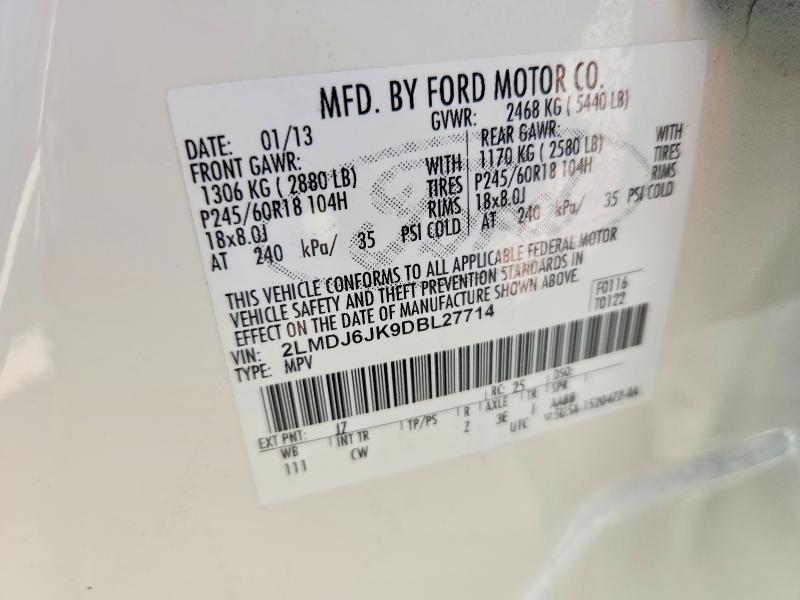 MFD. BY FORD MOTOR CO.
DATE: 01/13 GVWR: 2468 KG ( 5440 LB)
FRONT GAWR: REAR GAWR:
1306 KG ( 2880 LB) WITH 1170 KG ( 2580 LB) WITH
P245/60R18 104H TIRES P245/60R18 104H TIRES
18x8.0J RIMS 18x8.0J RIMS
AT 240 kPa/ 35 PSI COLD AT 240 kPa/ 35 PSI COLD
THIS VEHICLE CONFORMS TO ALL APPLICABLE FEDERAL MOTOR
VEHICLE SAFETY AND THEFT PREVENTION STANDARDS IN
EFFECT ON THE DATE OF MANUFACTURE SHOWN ABOVE.
F0116
T0122
VIN: 2LMDJ6JK9DBL27714
TYPE: MPV
EXT PNT: JZ RC: 25 DSO:
WB INT TR TP/PS R AXLE TR SPR
111 CW Z 3E J AABB
UTC